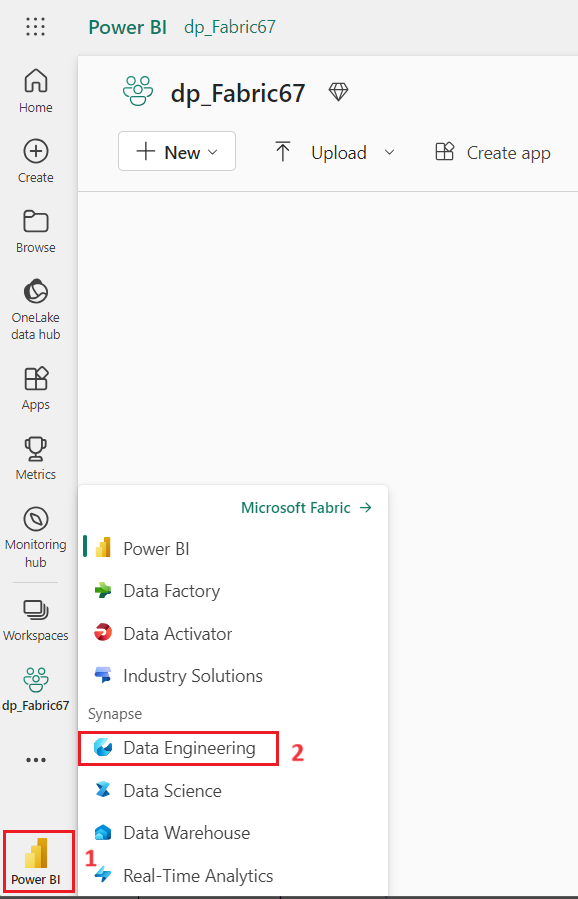 Power BI dp_Fabric67
Home
Create
Browse
OneLake
data hub
Apps
Metrics
Monitoring
hub
Workspaces
dp_Fabric67
Power BI
1
dp_Fabric67
New
Upload
Create app
Microsoft Fabric
Power BI
Data Factory
Data Activator
Industry Solutions
Synapse
Data Engineering
2
Data Science
Data Warehouse
Real-Time Analytics